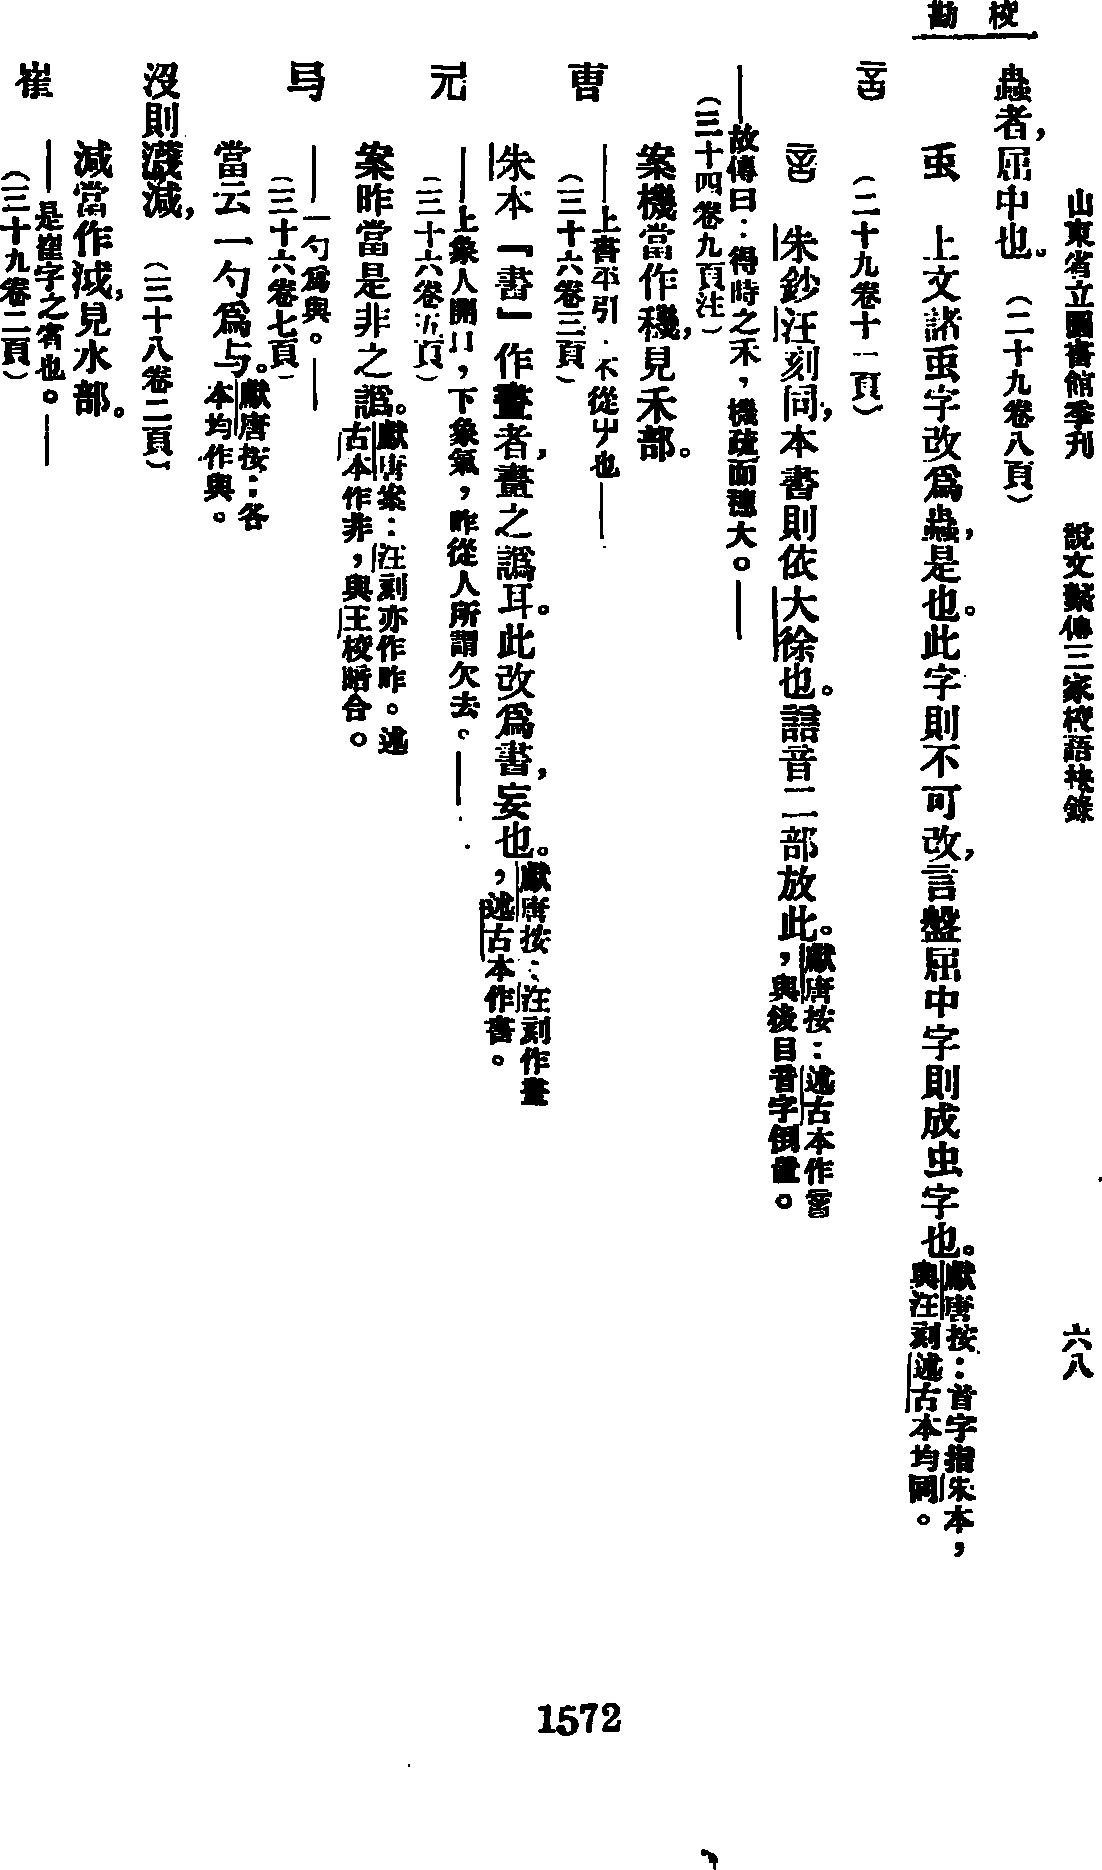 校勘
山東省立圖書館季刊　說文繫傳三家校語抉錄　六八
蟲者，屈中也。（二十九卷八頁）
䖝　上文諸䖝字改爲蟲，是也。此字則不可改，言盤屈中字則成虫字也。獻唐按：首字指朱本，與汪刻述古本均同。
（二十九卷十一頁）
朱鈔汪刻同，本書則依大徐也。言音二部放此。獻唐按：述古本作，與後目音字倒置。
——故傳曰：得時之禾，機疏而穗大。——
（三十四卷九頁注）
案機當作穖，見禾部。
——上書平引．不從屮也——
（三十六卷三頁）
朱本「書」作畫者，畫之譌耳。此改爲書，妄也。獻唐按：汪刻作畫，述古本作書。
元　——上象人開口，下象氣，昨從人所謂欠去。——
（三十六卷五頁）
案昨當是非之譌。獻唐案：汪刻亦作昨。述古本作非，與王校晤合。
——一勺爲與。——
（三十六卷七頁）
當云一勺爲与。獻唐按：各本均作與。
沒則濺減，（三十八卷二頁）
減當作㳚，見水部。
崔　——是崔字之省也。——
（三十九卷二頁）
1572